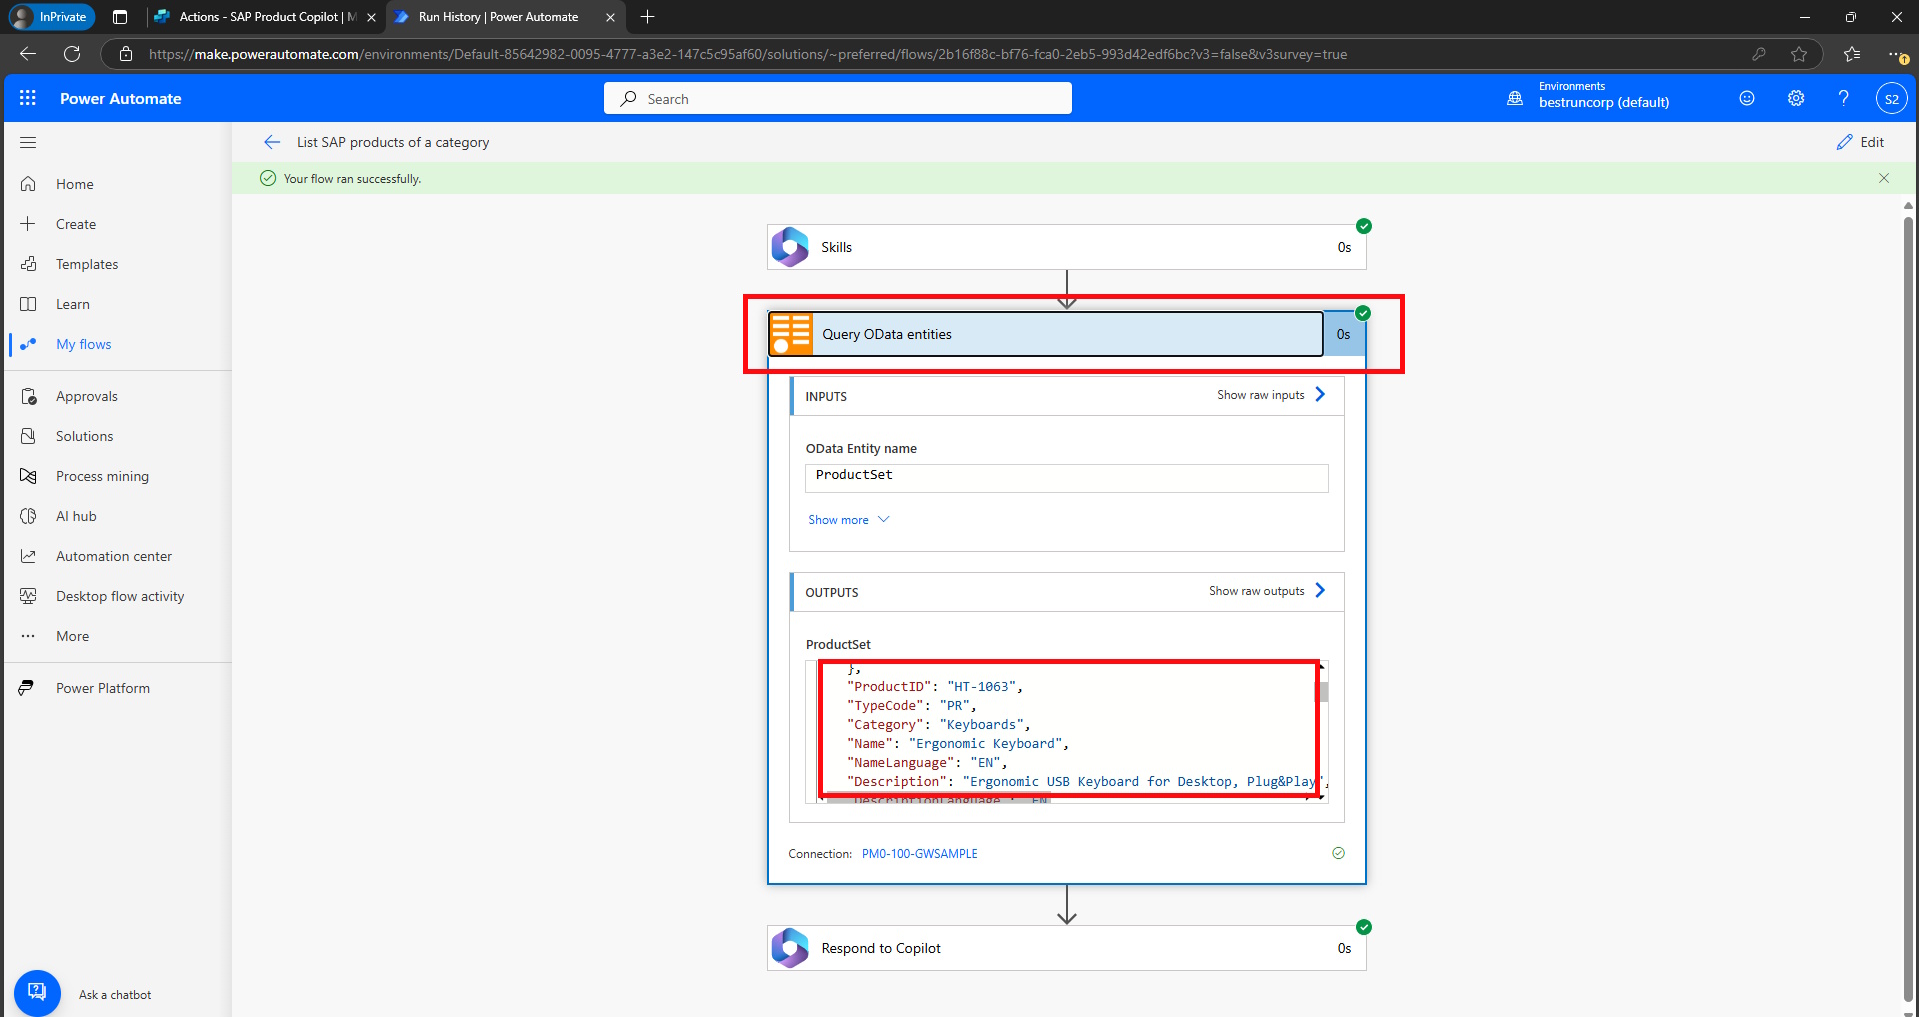 InPrivate
Actions - SAP Product Copilot | M
Run History | Power Automate
https://make.powerautomate.com/environments/Default-85642982-0095-4777-a3e2-147c5c95af60/solutions/~preferred/flows/2b16f88c-bf76-fca0-2eb5-993d42edf6bc?v3=false&v3survey=true
Power Automate
Search
Environments
bestruncorp (default)
?
S2
List SAP products of a category
Edit
Your flow ran successfully.
Home
Create
Templates
Learn
My flows
Approvals
Solutions
Process mining
AI hub
Automation center
Desktop flow activity
More
Power Platform
Ask a chatbot
Skills
0s
Query OData entities
0s
INPUTS
Show raw inputs
OData Entity name
ProductSet
Show more
OUTPUTS
Show raw outputs
ProductSet
},
"ProductID": "HT-1063",
"TypeCode": "PR",
"Category": "Keyboards",
"Name": "Ergonomic Keyboard",
"NameLanguage": "EN",
"Description": "Ergonomic USB Keyboard for Desktop, Plug&Play",
"DescriptionLanguage": "EN
Connection: PM0-100-GWSAMPLE
Respond to Copilot
0s